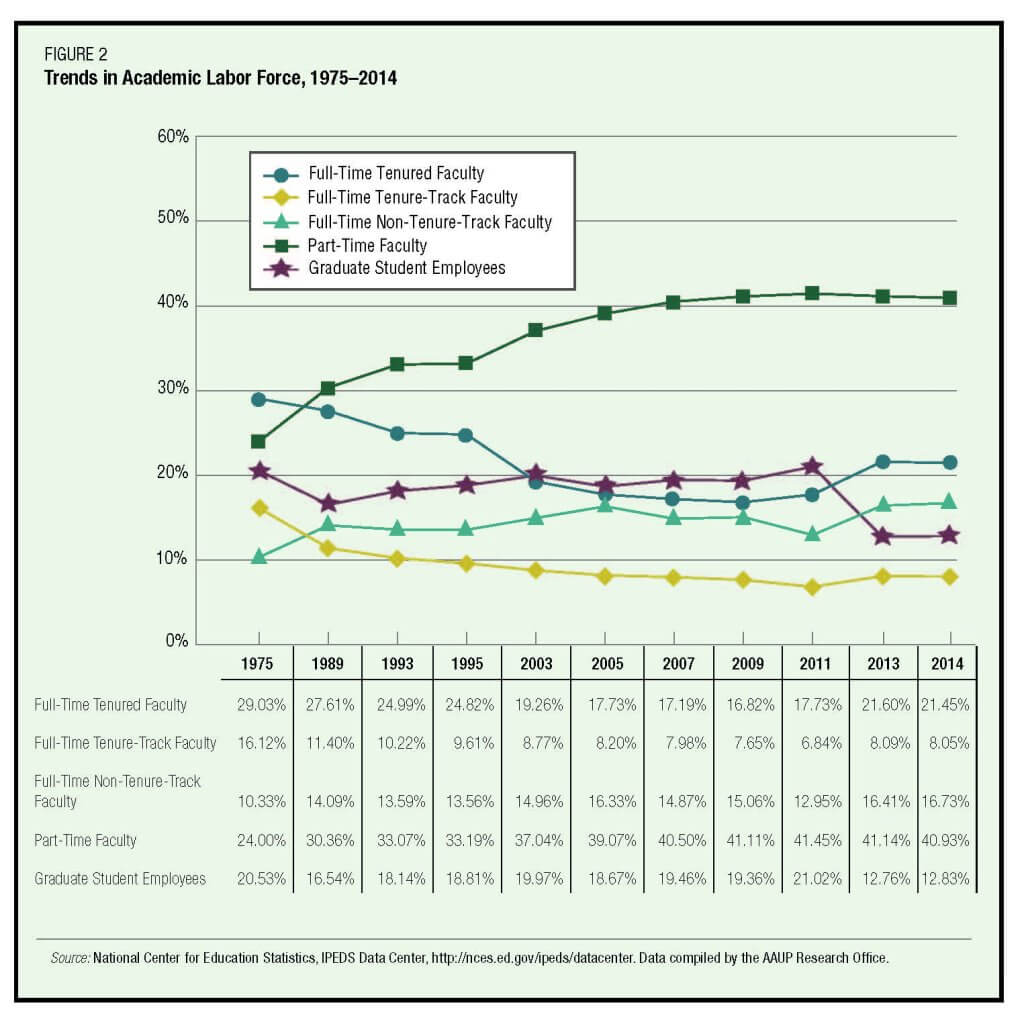 FIGURE 2
Trends in Academic Labor Force, 1975–2014
60%
50%
40%
30%
20%
10%
0%
Full-Time Tenured Faculty
Full-Time Tenure-Track Faculty
Full-Time Non-Tenure-Track Faculty
Part-Time Faculty
Graduate Student Employees
1975 1989 1993 1995 2003 2005 2007 2009 2011 2013 2014
Full-Time Tenured Faculty 29.03% 27.61% 24.99% 24.82% 19.26% 17.73% 17.19% 16.82% 17.73% 21.60% 21.45%
Full-Time Tenure-Track Faculty 16.12% 11.40% 10.22% 9.61% 8.77% 8.20% 7.98% 7.65% 6.84% 8.09% 8.05%
Full-Time Non-Tenure-Track
Faculty 10.33% 14.09% 13.59% 13.56% 14.96% 16.33% 14.87% 15.06% 12.95% 16.41% 16.73%
Part-Time Faculty 24.00% 30.36% 33.07% 33.19% 37.04% 39.07% 40.50% 41.11% 41.45% 41.14% 40.93%
Graduate Student Employees 20.53% 16.54% 18.14% 18.81% 19.97% 18.67% 19.46% 19.36% 21.02% 12.76% 12.83%
Source: National Center for Education Statistics, IPEDS Data Center, http://nces.ed.gov/ipeds/datacenter. Data compiled by the AAUP Research Office.